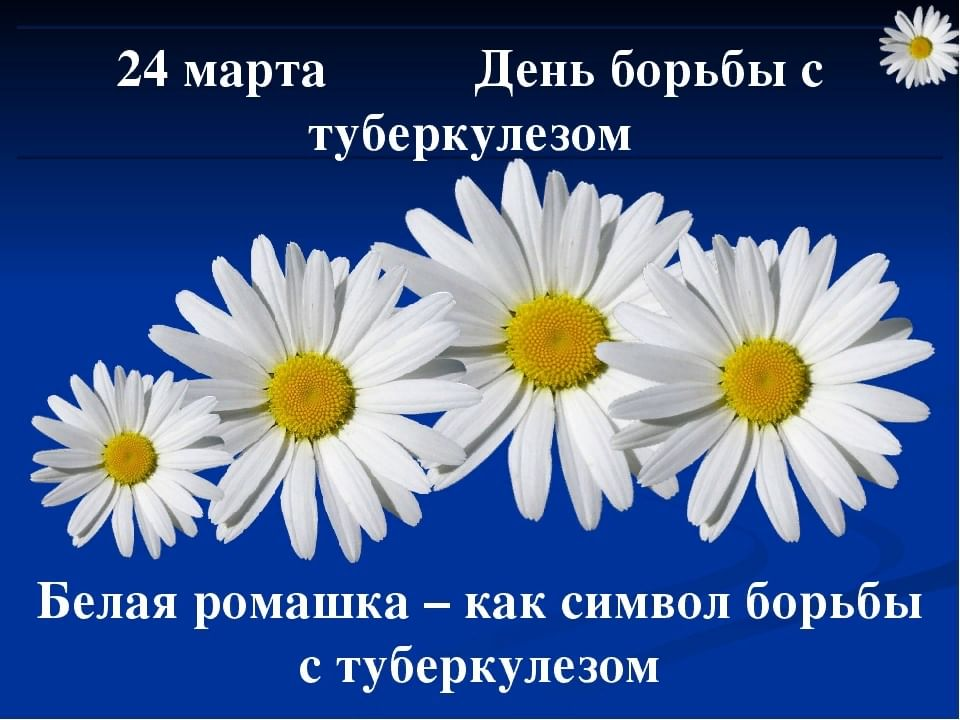 24 марта День борьбы с
туберкулезом
Белая ромашка – как символ борьбы
с туберкулезом